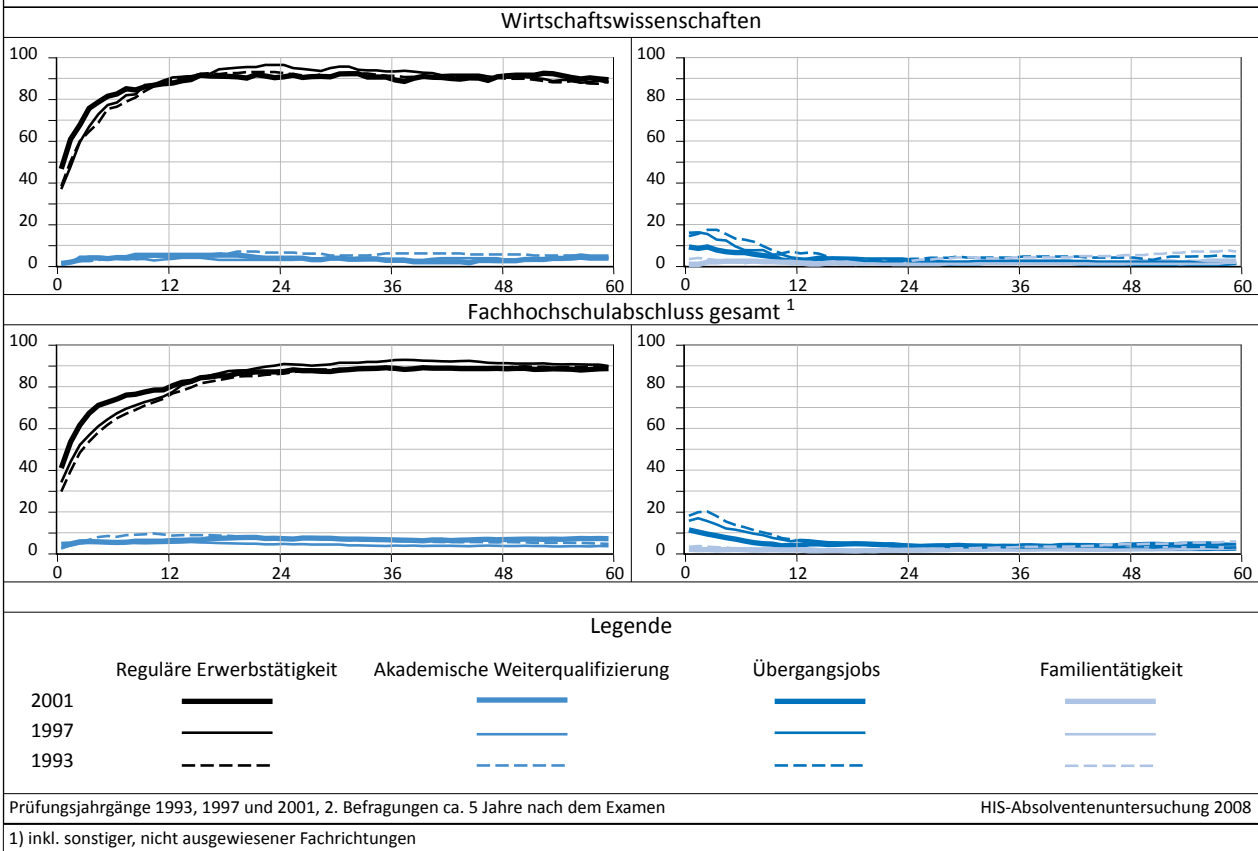 Wirtschaftswissenschaften
100
80
60
40
20
0
0 12 24 36 48 60
100
80
60
40
20
0
0 12 24 36 48 60
Fachhochschulabschluss gesamt 1
100
80
60
40
20
0
0 12 24 36 48 60
100
80
60
40
20
0
0 12 24 36 48 60
Legende
Reguläre Erwerbstätigkeit Akademische Weiterqualifizierung Übergangsjobs Familientätigkeit
2001
1997
1993
Prüfungsjahrgänge 1993, 1997 und 2001, 2. Befragungen ca. 5 Jahre nach dem Examen HIS-Absolventenuntersuchung 2008
1) inkl. sonstiger, nicht ausgewiesener Fachrichtungen